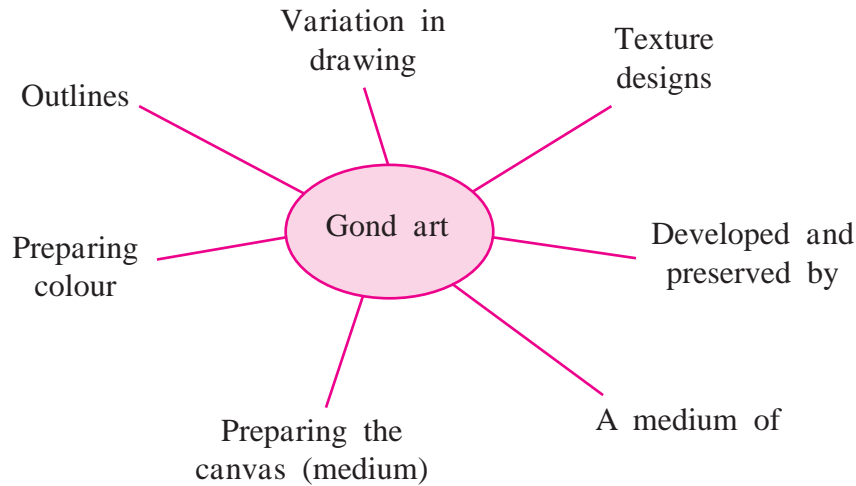 Variation in
drawing
Texture
designs
Outlines
Gond art
Preparing
colour
Developed and
preserved by
Preparing the
canvas (medium)
A medium of